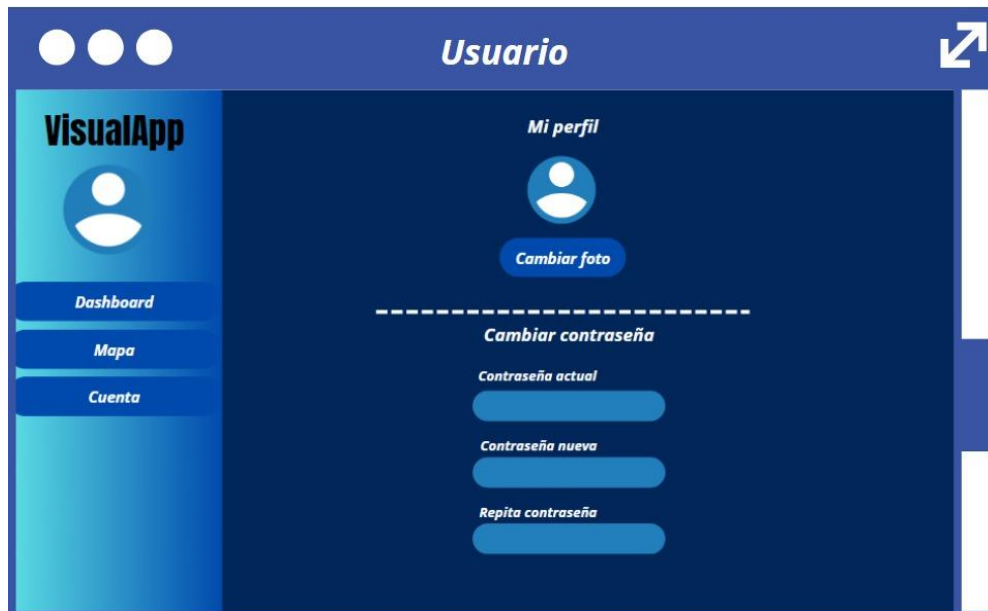 Usuario
VisualApp
Dashboard
Mapa
Cuenta
Mi perfil
Cambiar foto
Cambiar contraseña
Contraseña actual
Contraseña nueva
Repita contraseña